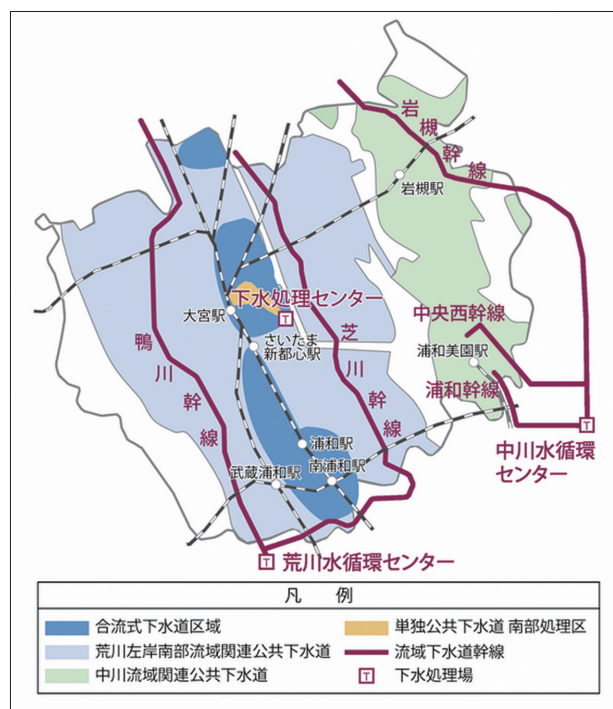 岩槻幹線
岩槻駅
下水処理センター
大宮駅
さいたま
新都心駅
中央西幹線
浦和美園駅
鴨川幹線
芝川幹線
浦和幹線
中川水循環
センター
浦和駅
南浦和駅
武蔵浦和駅
荒川水循環センター
凡 例
合流式下水道区域
単独公共下水道 南部処理区
荒川左岸南部流域関連公共下水道
流域下水道幹線
中川流域関連公共下水道
T 下水処理場